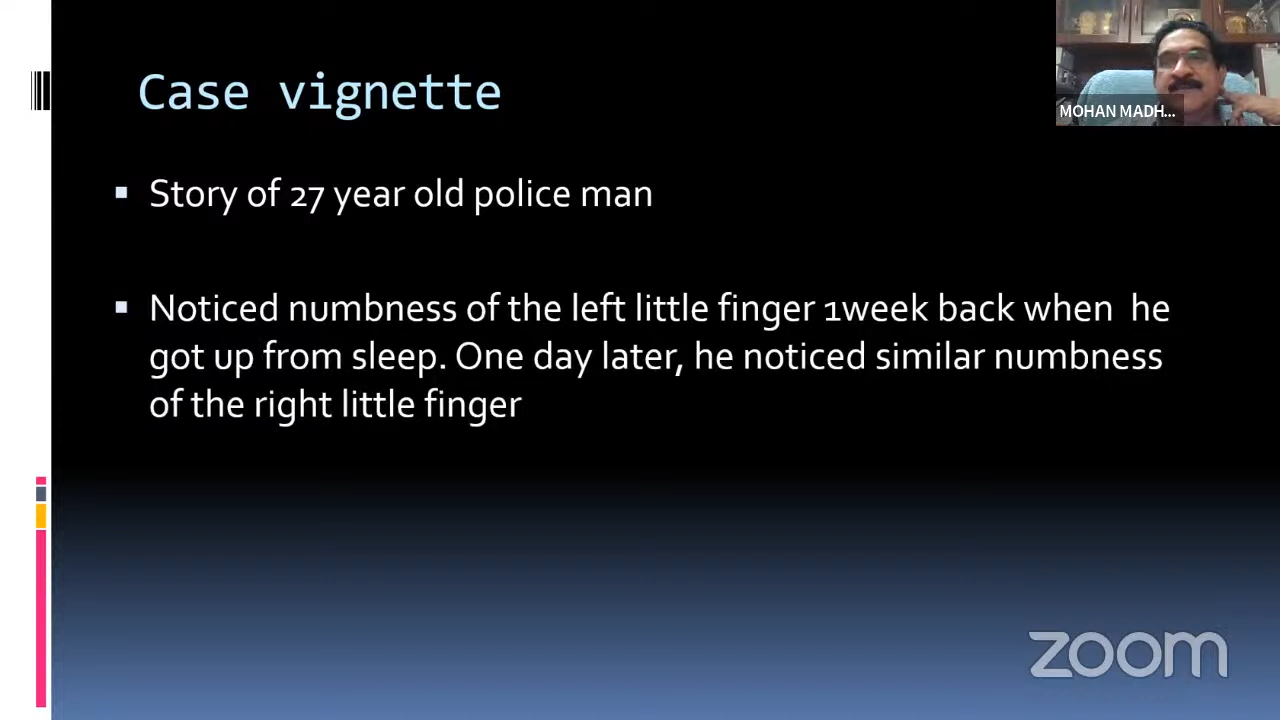 Case vignette
MOHAN MADH...
Story of 27 year old police man
Noticed numbness of the left little finger 1week back when he
got up from sleep. One day later, he noticed similar numbness
of the right little finger
zoom